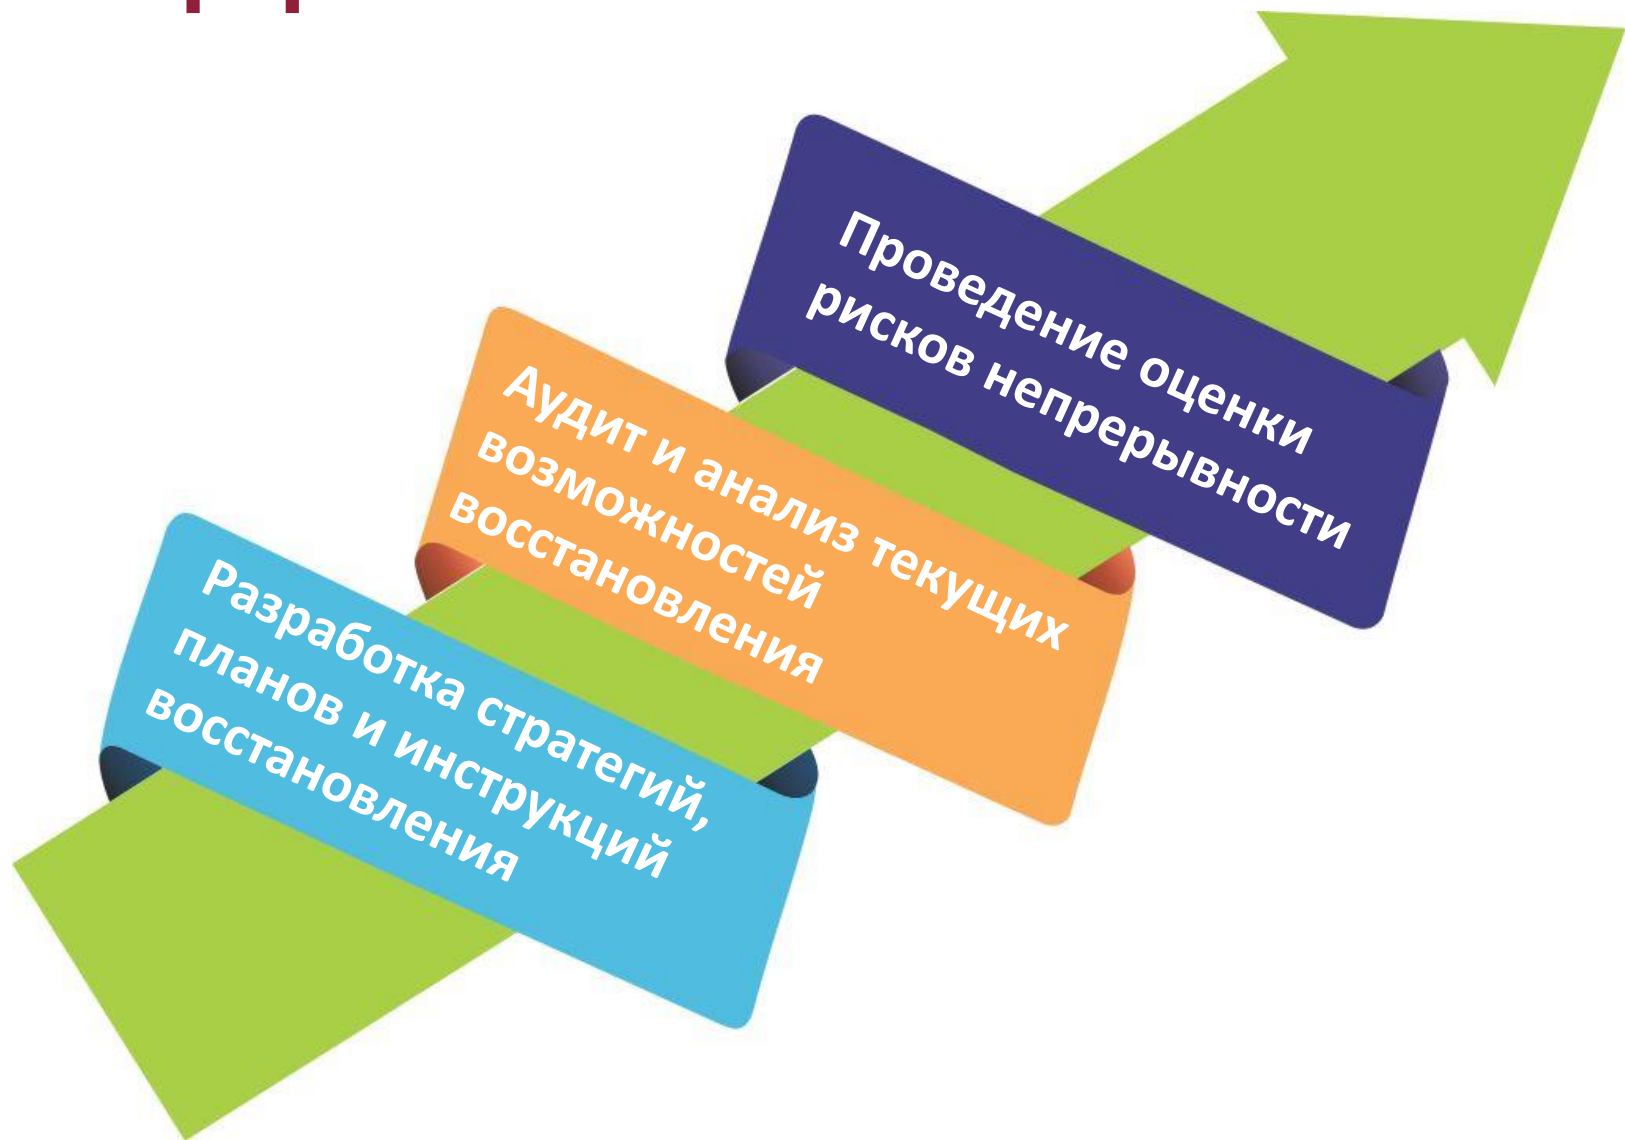 Проведение оценки
рисков непрерывности
Аудит и анализ текущих
возможностей
восстановления
Разработка стратегий,
планов и инструкций
восстановления